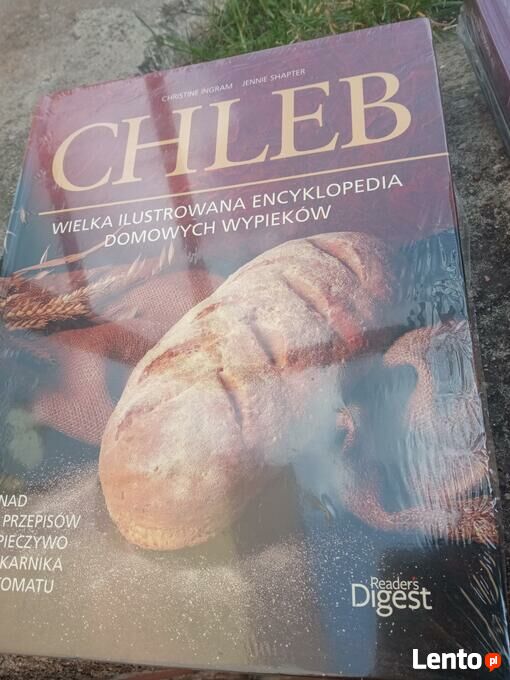 CHRISTINE INGRAM JENNIE SHAPTER
CHLEB
WIELKA ILUSTROWANA ENCYKLOPEDIA
DOMOWYCH WYPIEKÓW
NAD
PRZEPISÓW
PIECZYWO
KARNIKA
TOMATU
Reader's
Digest
Lento.pl